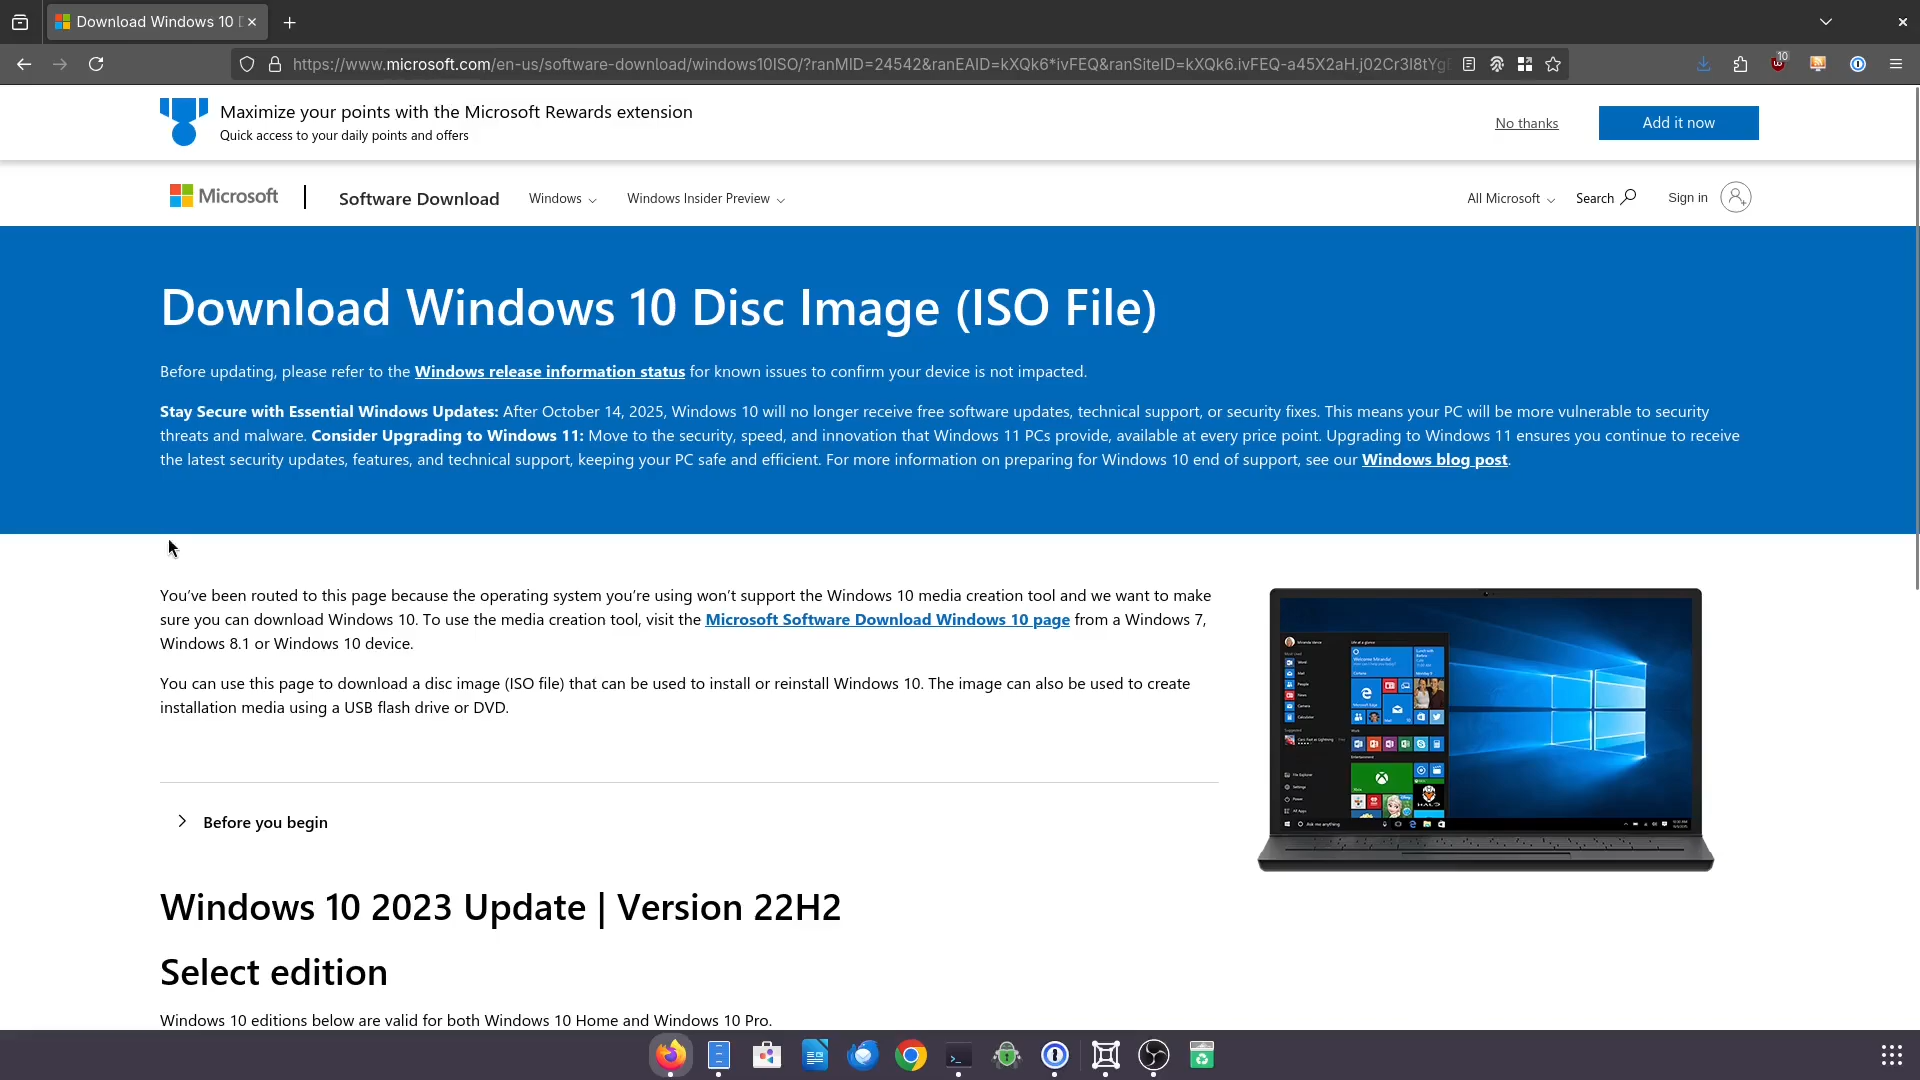 Download Windows 10 D
https://www.microsoft.com/en-us/software-download/windows10ISO/?ranMID=24542&ranEAID=kXQk6*ivFEQ&ranSiteID=kXQk6.ivFEQ-a45X2aH.j02Cr3I8tYg
10
Maximize your points with the Microsoft Rewards extension
Quick access to your daily points and offers
No thanks
Add it now
Microsoft
Software Download
Windows
Windows Insider Preview
All Microsoft
Search
Sign in
Download Windows 10 Disc Image (ISO File)
Before updating, please refer to the Windows release information status for known issues to confirm your device is not impacted.
Stay Secure with Essential Windows Updates: After October 14, 2025, Windows 10 will no longer receive free software updates, technical support, or security fixes. This means your PC will be more vulnerable to security
threats and malware. Consider Upgrading to Windows 11: Move to the security, speed, and innovation that Windows 11 PCs provide, available at every price point. Upgrading to Windows 11 ensures you continue to receive
the latest security updates, features, and technical support, keeping your PC safe and efficient. For more information on preparing for Windows 10 end of support, see our Windows blog post.
You've been routed to this page because the operating system you're using won't support the Windows 10 media creation tool and we want to make
sure you can download Windows 10. To use the media creation tool, visit the Microsoft Software Download Windows 10 page from a Windows 7,
Windows 8.1 or Windows 10 device.
You can use this page to download a disc image (ISO file) that can be used to install or reinstall Windows 10. The image can also be used to create
installation media using a USB flash drive or DVD.
Before you begin
Windows 10 2023 Update | Version 22H2
Select edition
Windows 10 editions below are valid for both Windows 10 Home and Windows 10 Pro.